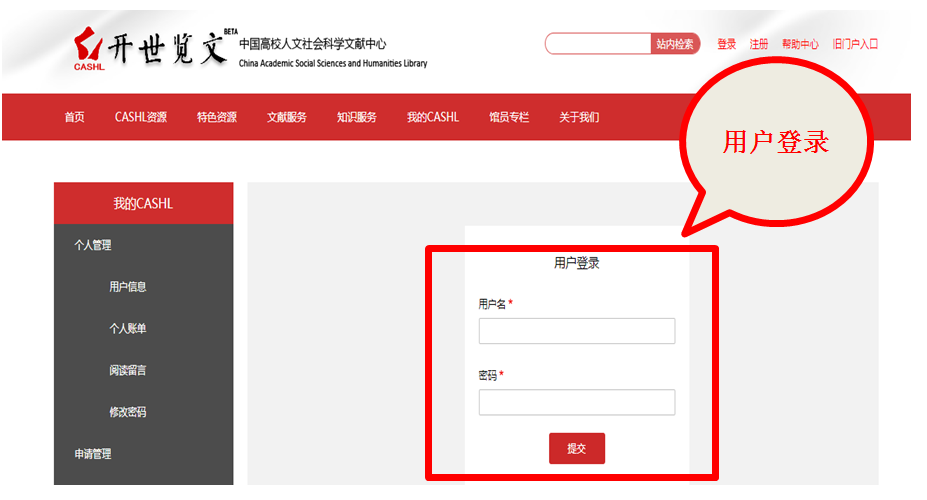 开世览文 BETA
CASHL
中国高校人文社会科学文献中心
China Academic Social Sciences and Humanities Library
站内检索
登录 注册 帮助中心 旧门户入口
首页 CASHL资源 特色资源 文献服务 知识服务 我的CASHL 馆员专栏 关于我们
用户登录
我的CASHL
个人管理
用户信息
个人账单
阅读留言
修改密码
申请管理
用户登录
用户名 *
密码 *
提交